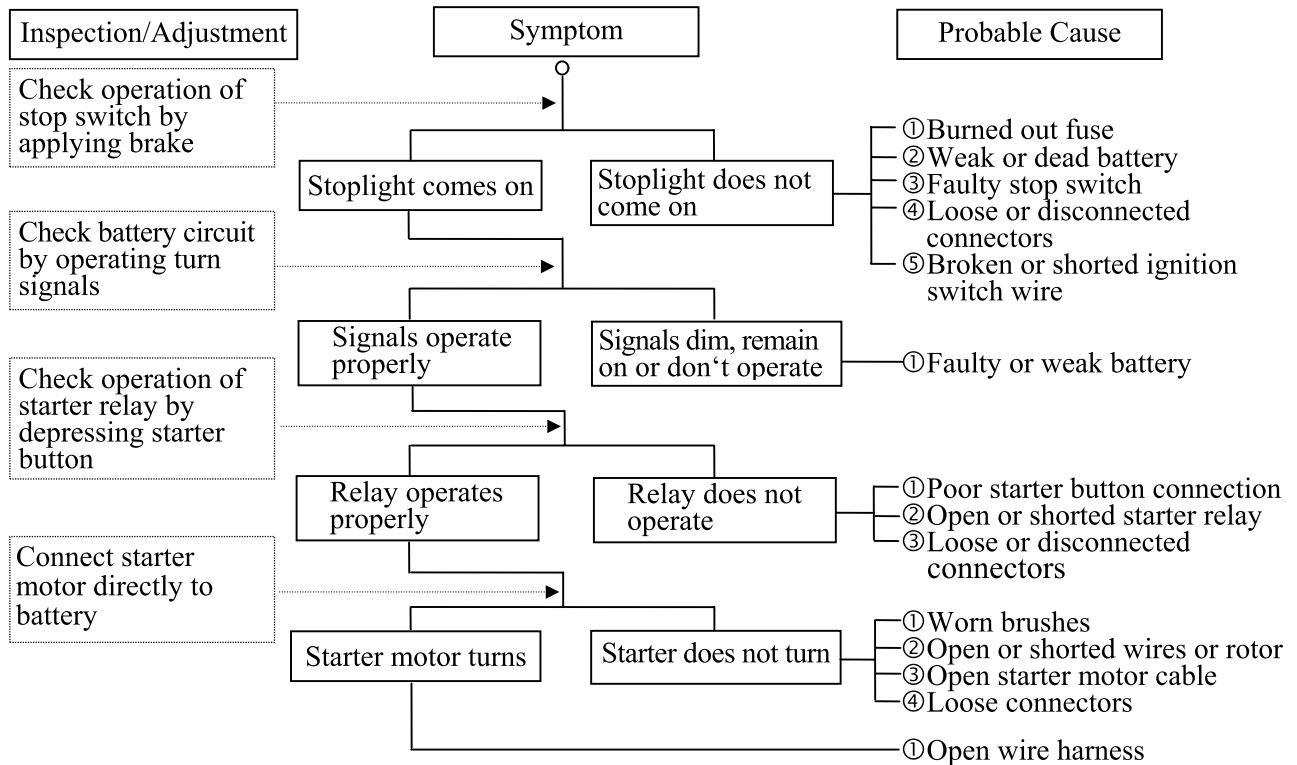 Inspection/Adjustment
Symptom
Probable Cause
Check operation of
stop switch by
applying brake
Stoplight comes on
Stoplight does not
come on
①Burned out fuse
②Weak or dead battery
③Faulty stop switch
④Loose or disconnected
connectors
⑤Broken or shorted ignition
switch wire
Check battery circuit
by operating turn
signals
Signals operate
properly
Signals dim, remain
on or don‘t operate
①Faulty or weak battery
Check operation of
starter relay by
depressing starter
button
Relay operates
properly
Relay does not
operate
①Poor starter button connection
②Open or shorted starter relay
③Loose or disconnected
connectors
Connect starter
motor directly to
battery
Starter motor turns
Starter does not turn
①Worn brushes
②Open or shorted wires or rotor
③Open starter motor cable
④Loose connectors
①Open wire harness